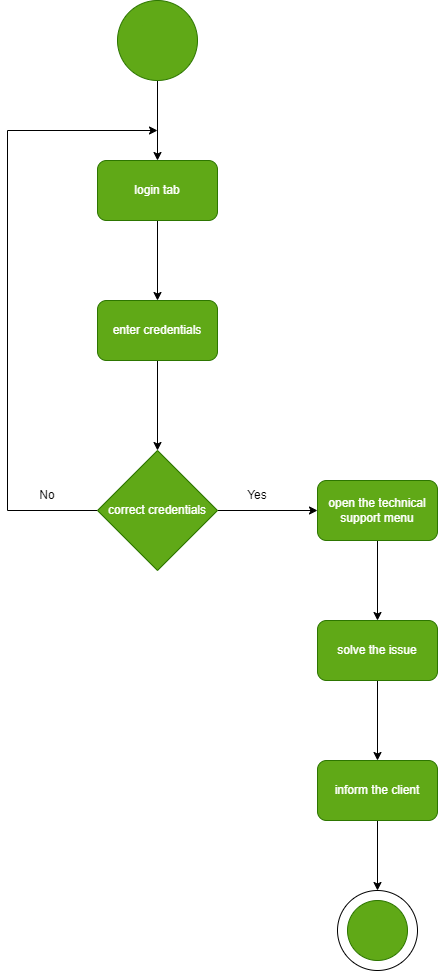 login tab
enter credentials
correct credentials
No
Yes
open the technical
support menu
solve the issue
inform the client